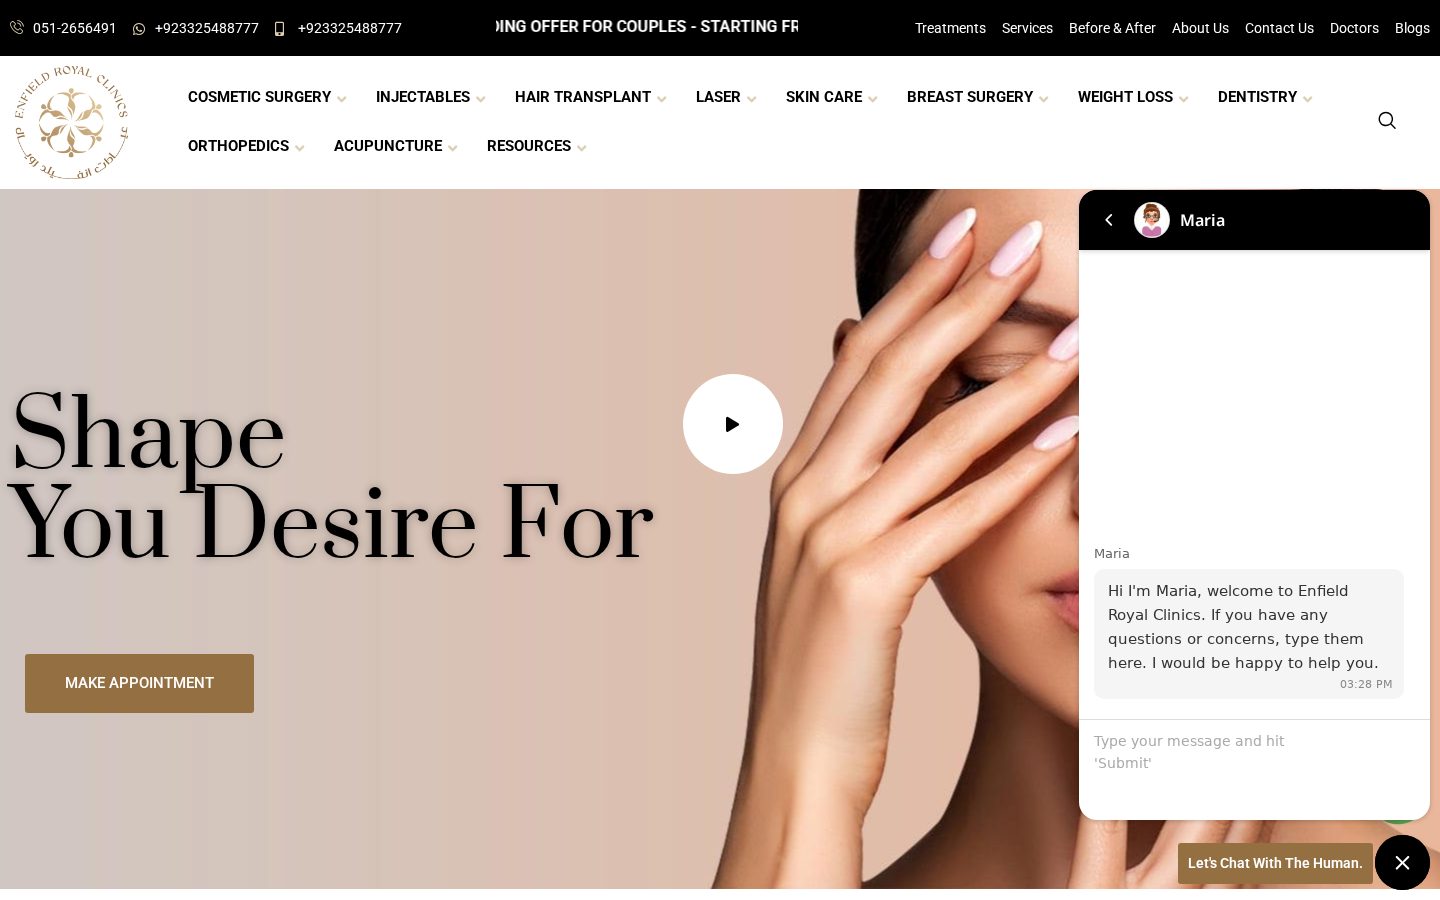 051-2656491 +923325488777 +923325488777
DING OFFER FOR COUPLES - STARTING FR
Treatments Services Before & After About Us Contact Us Doctors Blogs
ENFIELD ROYAL CLINICS
COSMETIC SURGERY INJECTABLES HAIR TRANSPLANT LASER SKIN CARE BREAST SURGERY WEIGHT LOSS DENTISTRY
ORTHOPEDICS ACUPUNCTURE RESOURCES
Shape
You Desire For
MAKE APPOINTMENT
Maria
Maria
Hi I'm Maria, welcome to Enfield
Royal Clinics. If you have any
questions or concerns, type them
here. I would be happy to help you.
03:28 PM
Type your message and hit
'Submit'
Let's Chat With The Human.